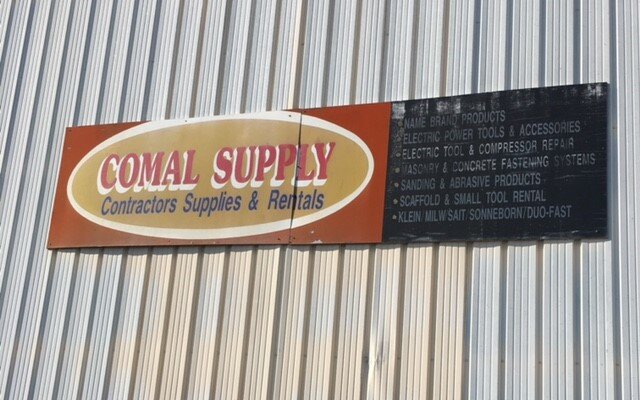 COMAL SUPPLY
Contractors Supplies & Rentals
• NAME BRAND PRODUCTS
• ELECTRIC POWER TOOLS & ACCESSORIES
• ELECTRIC TOOL & COMPRESSOR REPAIR
• MASONRY & CONCRETE FASTENING SYSTEMS
• SANDING & ABRASIVE PRODUCTS
• SCAFFOLD & SMALL TOOL RENTAL
• KLEIN/MILW/SAIT/SONNEBORN/DUO-FAST